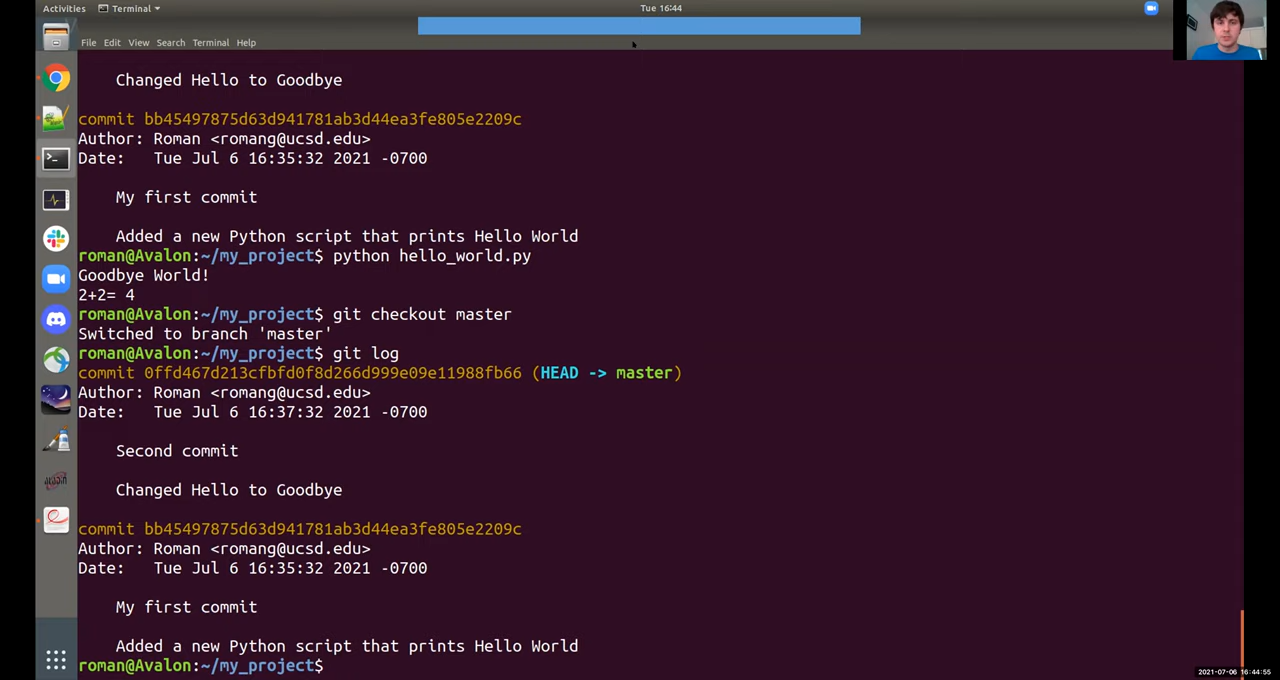 Activities Terminal Tue 16:44
File Edit View Search Terminal Help
Changed Hello to Goodbye
commit bb45497875d63d941781ab3d44ea3fe805e2209c
Author: Roman <romang@ucsd.edu>
Date:   Tue Jul 6 16:35:32 2021 -0700
My first commit
Added a new Python script that prints Hello World
roman@Avalon:~/my_project$ python hello_world.py
Goodbye World!
2+2= 4
roman@Avalon:~/my_project$ git checkout master
Switched to branch 'master'
roman@Avalon:~/my_project$ git log
commit 0ffd467d213cfbfd0f8d266d999e09e11988fb66 (HEAD -> master)
Author: Roman <romang@ucsd.edu>
Date:   Tue Jul 6 16:37:32 2021 -0700
Second commit
Changed Hello to Goodbye
commit bb45497875d63d941781ab3d44ea3fe805e2209c
Author: Roman <romang@ucsd.edu>
Date:   Tue Jul 6 16:35:32 2021 -0700
My first commit
Added a new Python script that prints Hello World
roman@Avalon:~/my_project$
2021-07-06 16:44:55